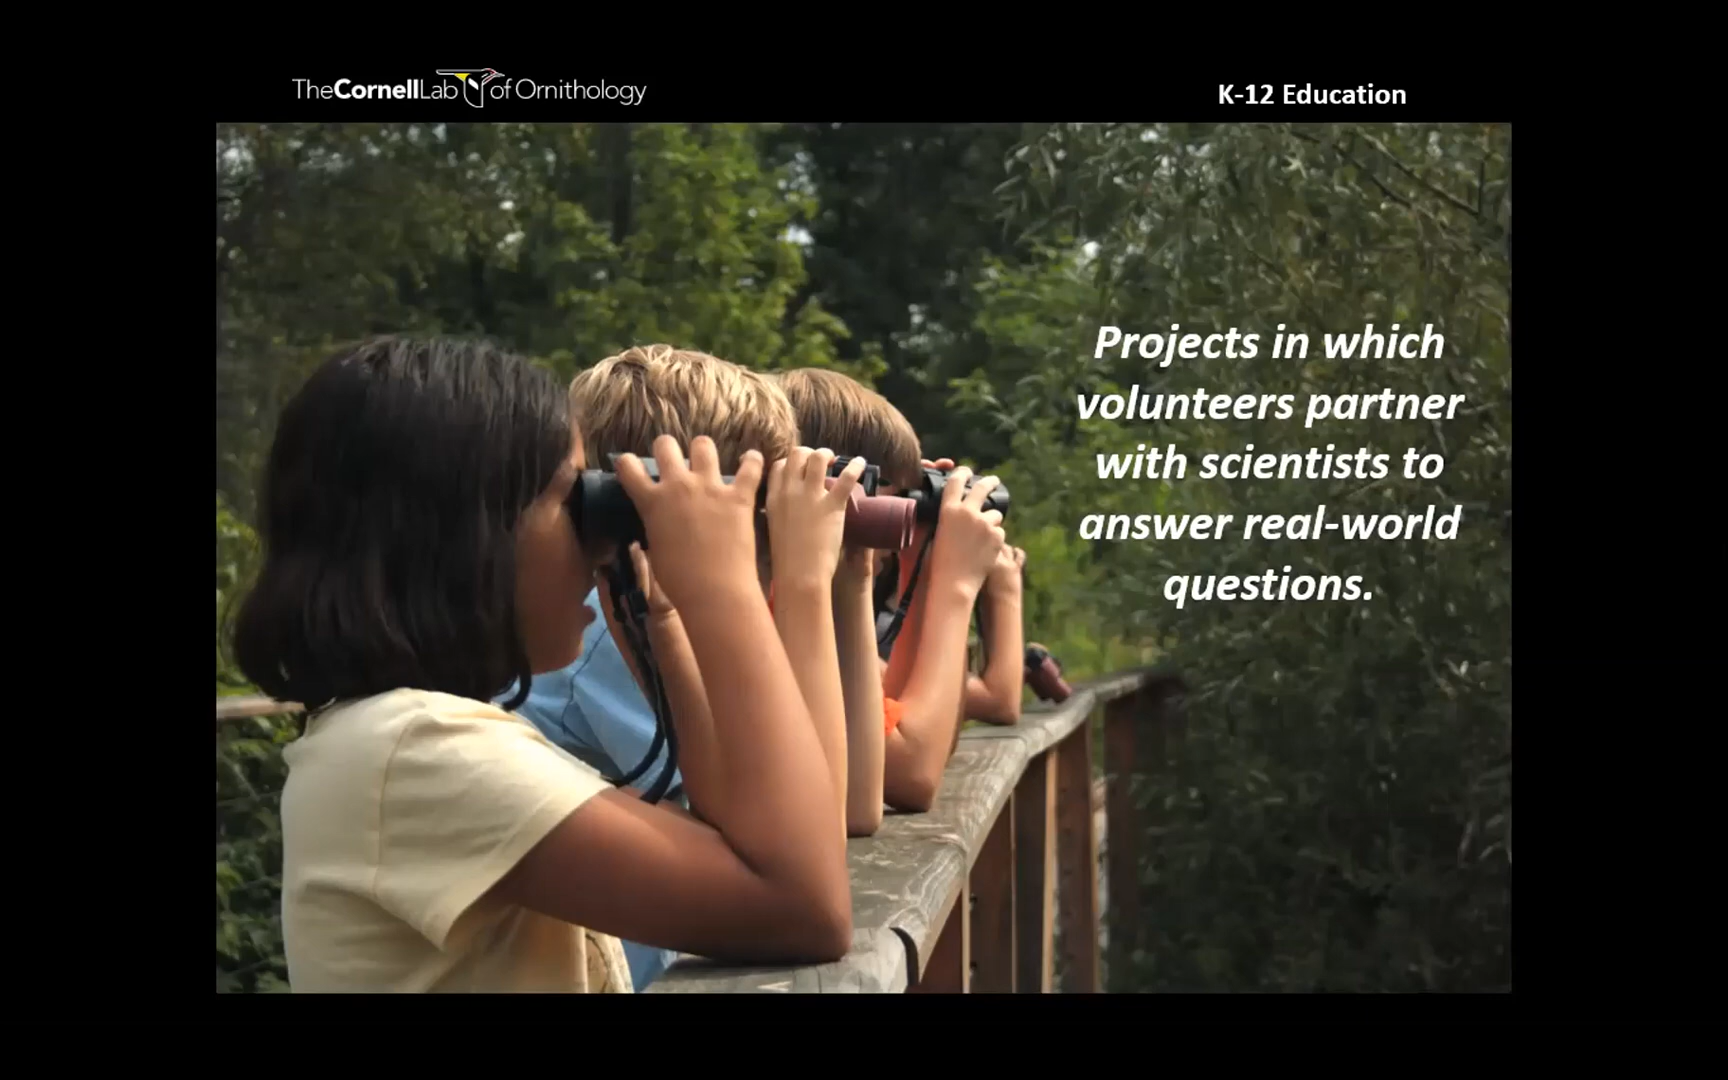 TheCornellLab of Ornithology
K-12 Education
Projects in which
volunteers partner
with scientists to
answer real-world
questions.